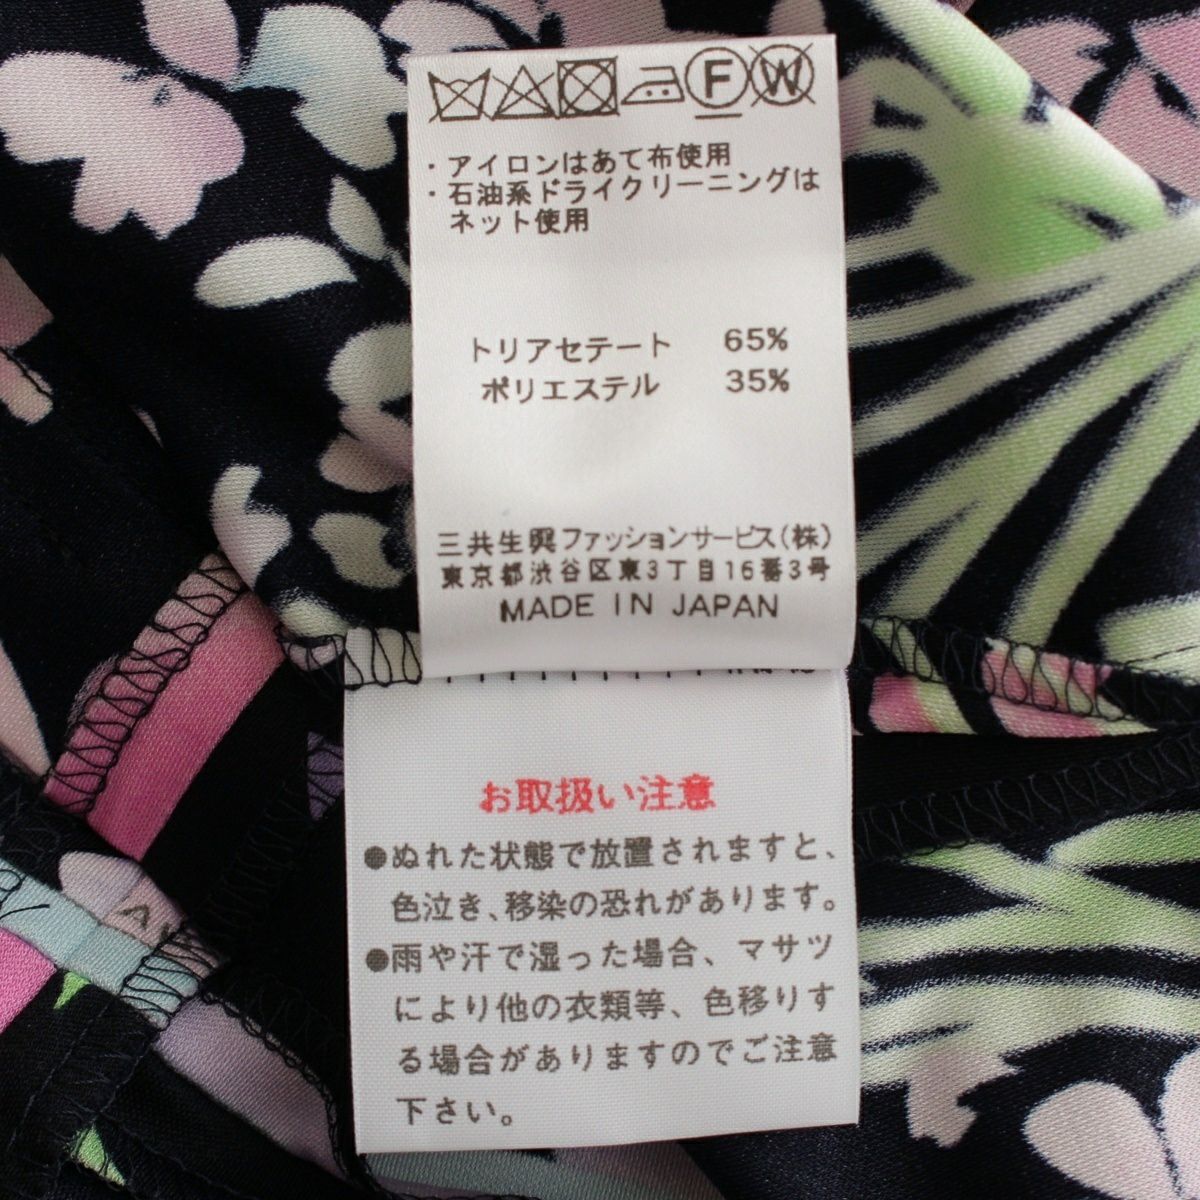 F W
・アイロンはあて布使用
・石油系ドライクリーニングは
ネット使用
トリアセテート 65%
ポリエステル 35%
三共生興ファッションサービス(株)
東京都渋谷区東3丁目16番3号
MADE IN JAPAN
お取扱い注意
●ぬれた状態で放置されますと、
色泣き、移染の恐れがあります。
●雨や汗で湿った場合、マサツ
により他の衣類等、色移りす
る場合がありますのでご注意
下さい。